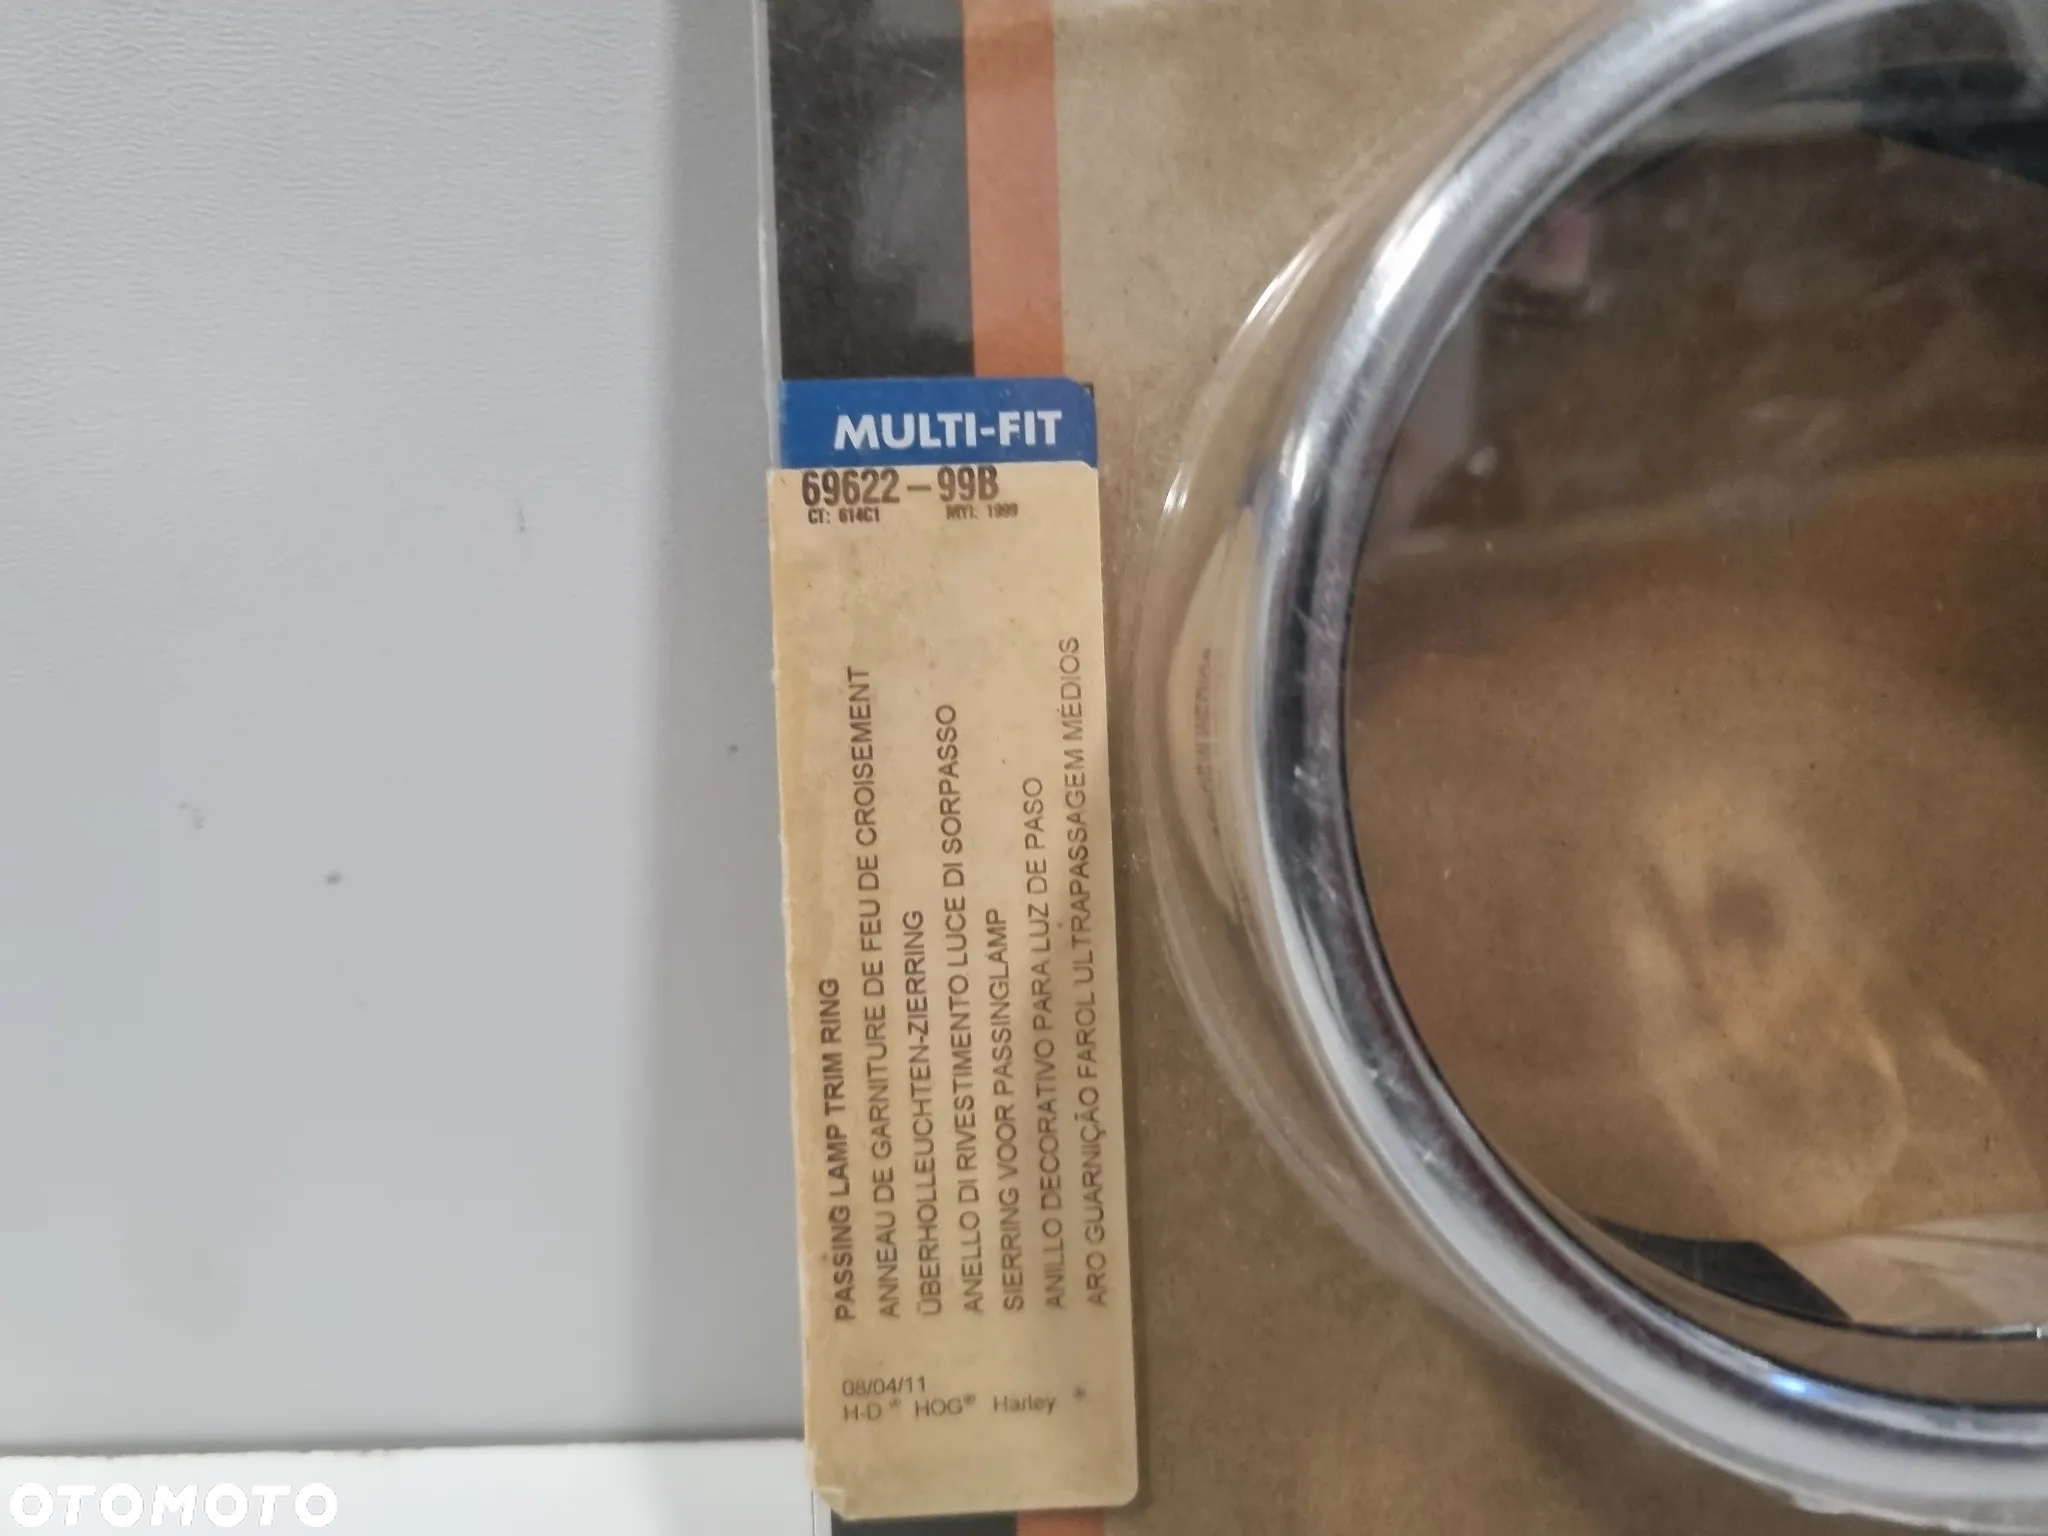 MULTI-FIT
69622-99B
CT: 614C1 MYI: 1999
PASSING LAMP TRIM RING
ANNEAU DE GARNITURE DE FEU DE CROISEMENT
ÜBERHOLLEUCHTEN-ZIERRING
ANELLO DI RIVESTIMENTO LUCE DI SORPASSO
SIERRING VOOR PASSINGLAMP
ANILLO DECORATIVO PARA LUZ DE PASO
ARO GUARNIÇÃO FAROL ULTRAPASSAGEM MÉDIOS
08/04/11
H-D® HOG® Harley ®
OTOMOTO